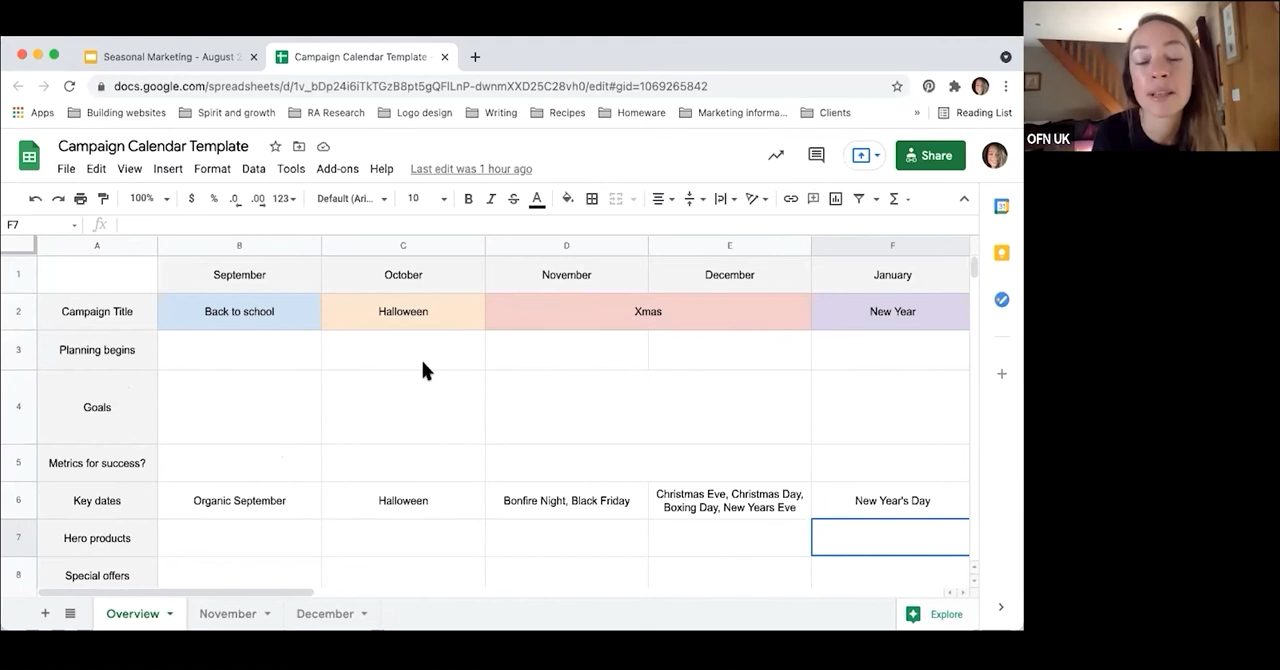 Seasonal Marketing - August 2
Campaign Calendar Template
docs.google.com/spreadsheets/d/1v_bDp24i6iTkTGzB8pt5gQFlLnP-dwnmXXD25C28vh0/edit#gid=1069265842
Apps Building websites Spirit and growth RA Research Logo design Writing Recipes Homeware Marketing informa... Clients » Reading List
OFN UK
Campaign Calendar Template
File Edit View Insert Format Data Tools Add-ons Help Last edit was 1 hour ago
Share
100% $ % .0 .00 123 Default (Ari... 10 B I S A
F7 fx
A B C D E F
1 September October November December January
2 Campaign Title Back to school Halloween Xmas New Year
3 Planning begins
4 Goals
5 Metrics for success?
6 Key dates Organic September Halloween Bonfire Night, Black Friday Christmas Eve, Christmas Day, New Year's Day
Boxing Day, New Years Eve
7 Hero products
8 Special offers
Overview November December Explore